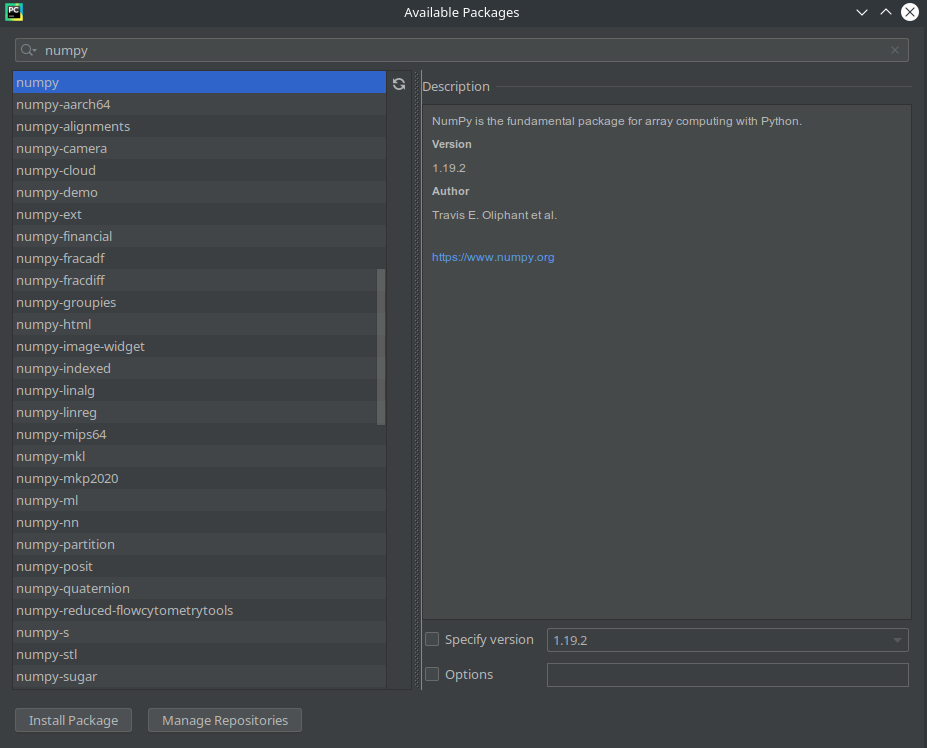 PC
Available Packages
numpy
numpy
numpy-aarch64
numpy-alignments
numpy-camera
numpy-cloud
numpy-demo
numpy-ext
numpy-financial
numpy-fracadf
numpy-fracdiff
numpy-groupies
numpy-html
numpy-image-widget
numpy-indexed
numpy-linalg
numpy-linreg
numpy-mips64
numpy-mkl
numpy-mkp2020
numpy-ml
numpy-nn
numpy-partition
numpy-posit
numpy-quaternion
numpy-reduced-flowcytometrytools
numpy-s
numpy-stl
numpy-sugar
Description
NumPy is the fundamental package for array computing with Python.
Version
1.19.2
Author
Travis E. Oliphant et al.
https://www.numpy.org
Specify version 1.19.2
Options
Install Package Manage Repositories